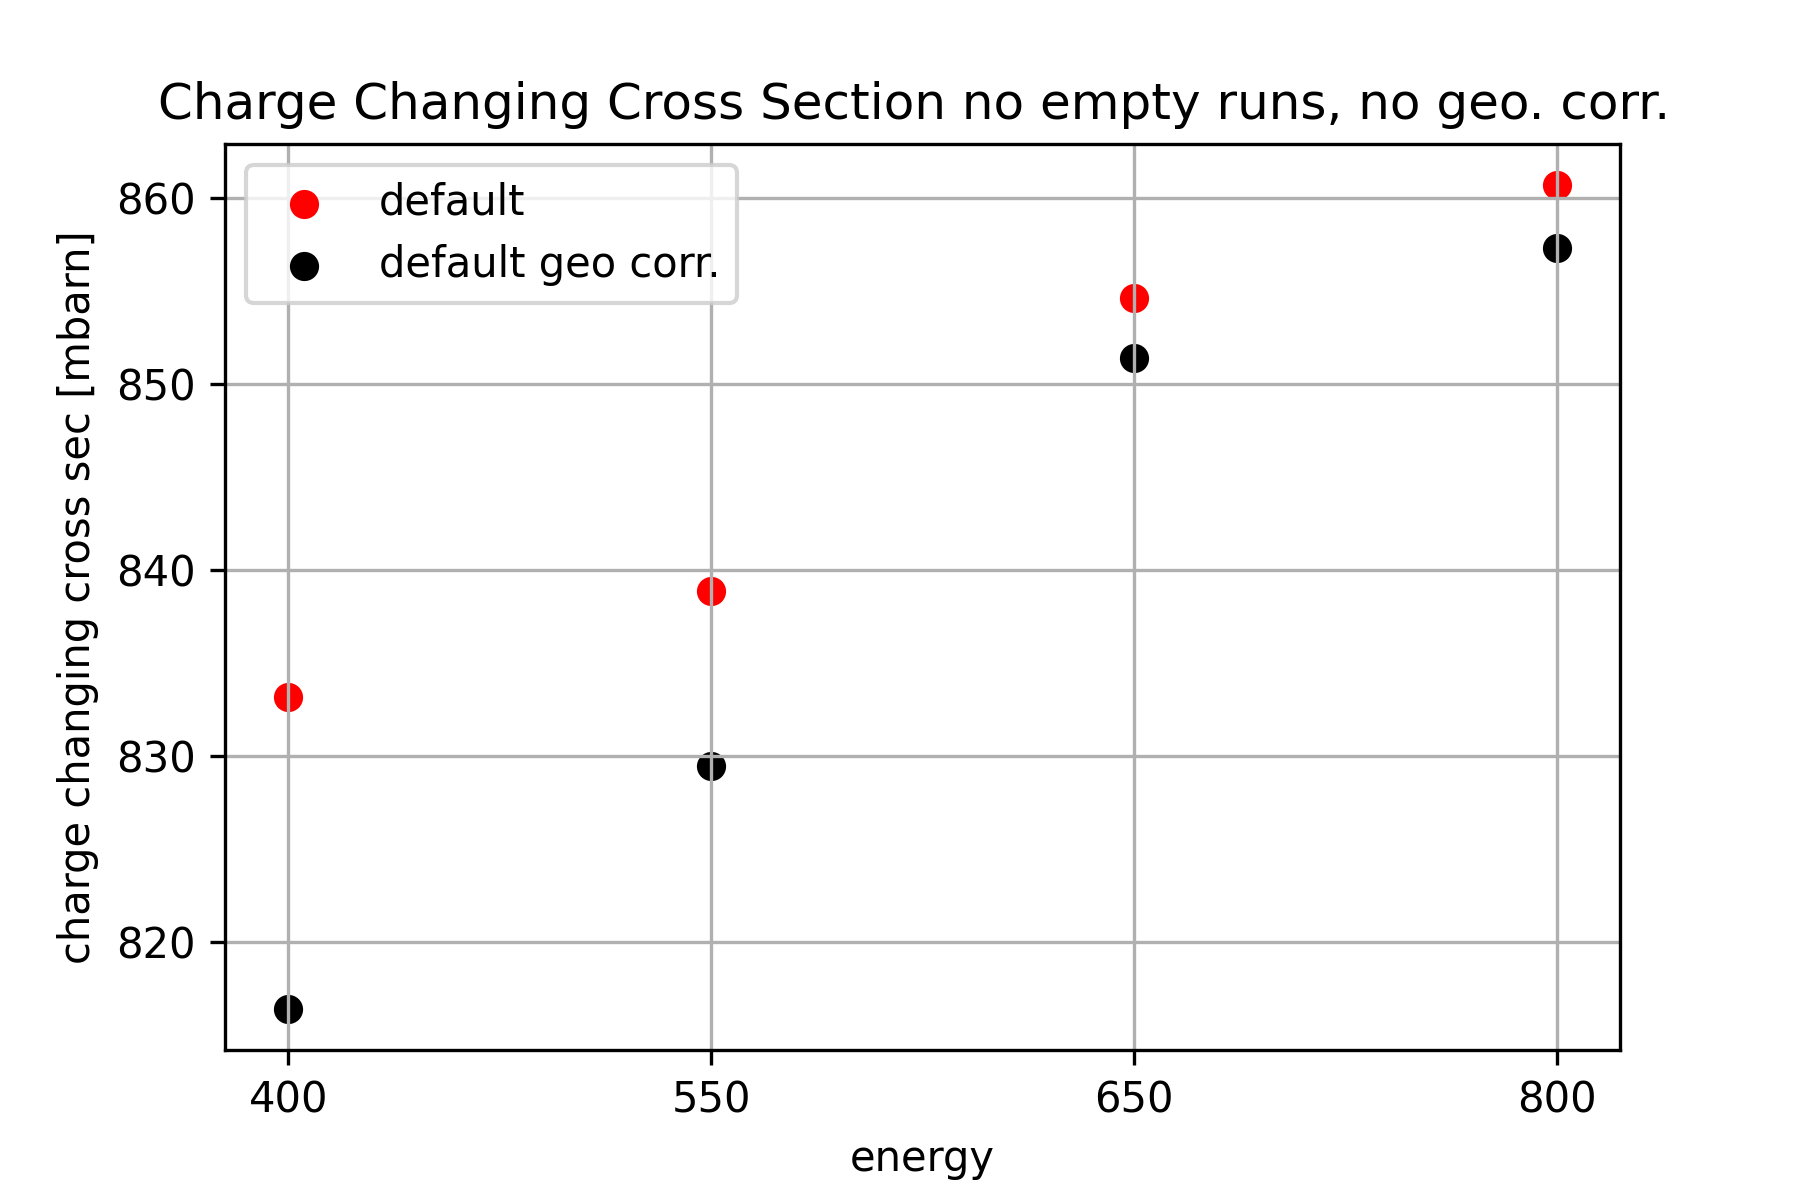 Charge Changing Cross Section no empty runs, no geo. corr.
default
default geo corr.
charge changing cross sec [mbarn]
860
850
840
830
820
400 550 650 800
energy